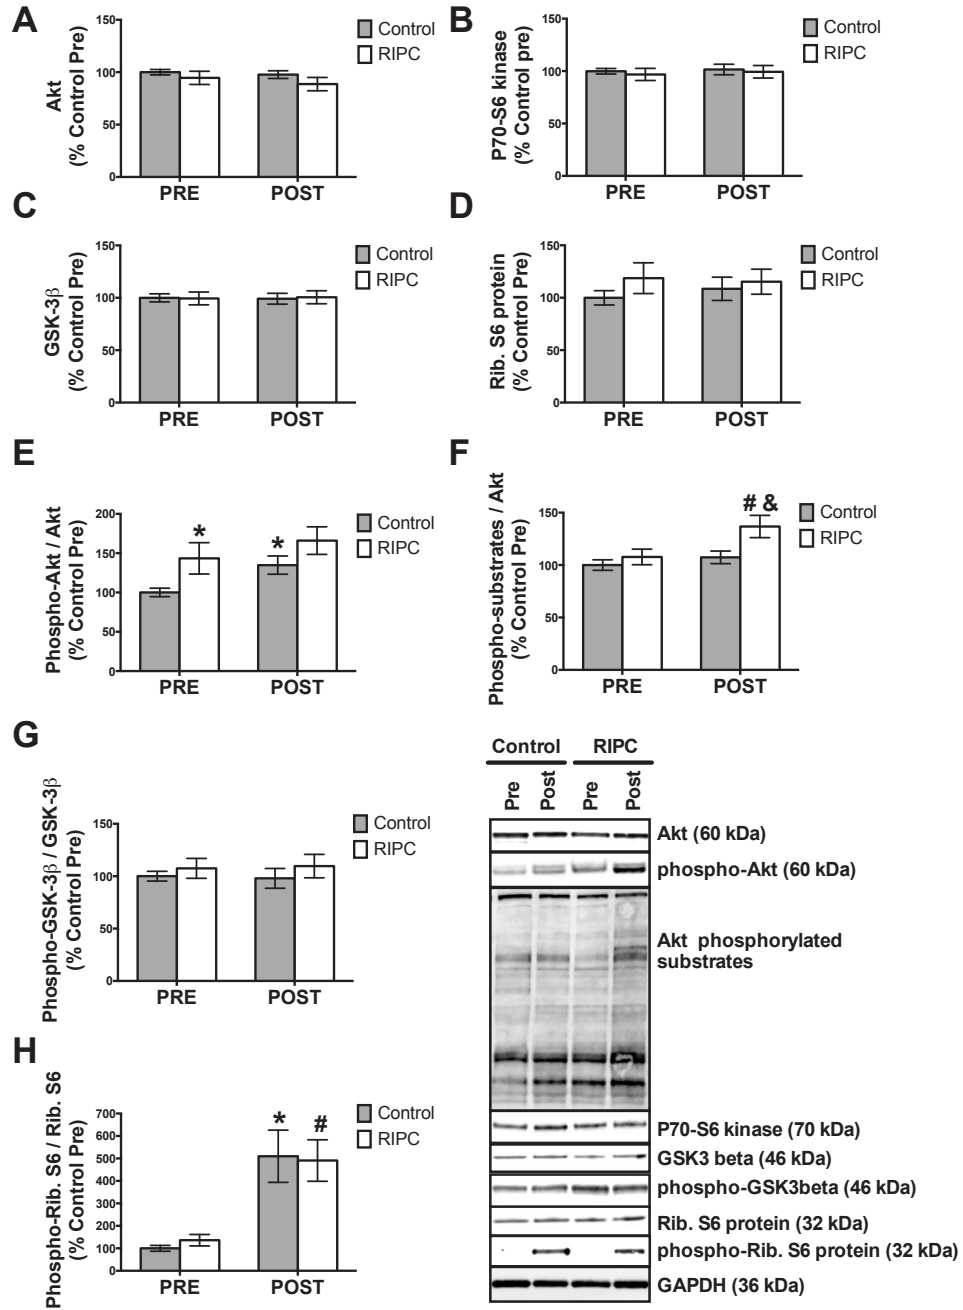 A
Akt
(% Control Pre)
150
100
50
0
PRE
POST
Control
RIPC
B
P70-S6 kinase
(% Control pre)
150
100
50
0
PRE
POST
Control
RIPC
C
GSK-3β
(% Control Pre)
150
100
50
0
PRE
POST
Control
RIPC
D
Rib. S6 protein
(% Control Pre)
150
100
50
0
PRE
POST
Control
RIPC
E
Phospho-Akt / Akt
(% Control Pre)
200
150
100
50
0
*
*
PRE
POST
Control
RIPC
F
Phospho-substrates / Akt
(% Control Pre)
150
100
50
0
# &
PRE
POST
Control
RIPC
G
Phospho-GSK-3β / GSK-3β
(% Control Pre)
150
100
50
0
PRE
POST
Control
RIPC
H
Phospho-Rib. S6 / Rib. S6
(% Control Pre)
700
600
500
400
300
200
100
0
*
#
PRE
POST
Control
RIPC
Control RIPC
Pre Post Pre Post
Akt (60 kDa)
phospho-Akt (60 kDa)
Akt phosphorylated
substrates
P70-S6 kinase (70 kDa)
GSK3 beta (46 kDa)
phospho-GSK3beta (46 kDa)
Rib. S6 protein (32 kDa)
phospho-Rib. S6 protein (32 kDa)
GAPDH (36 kDa)